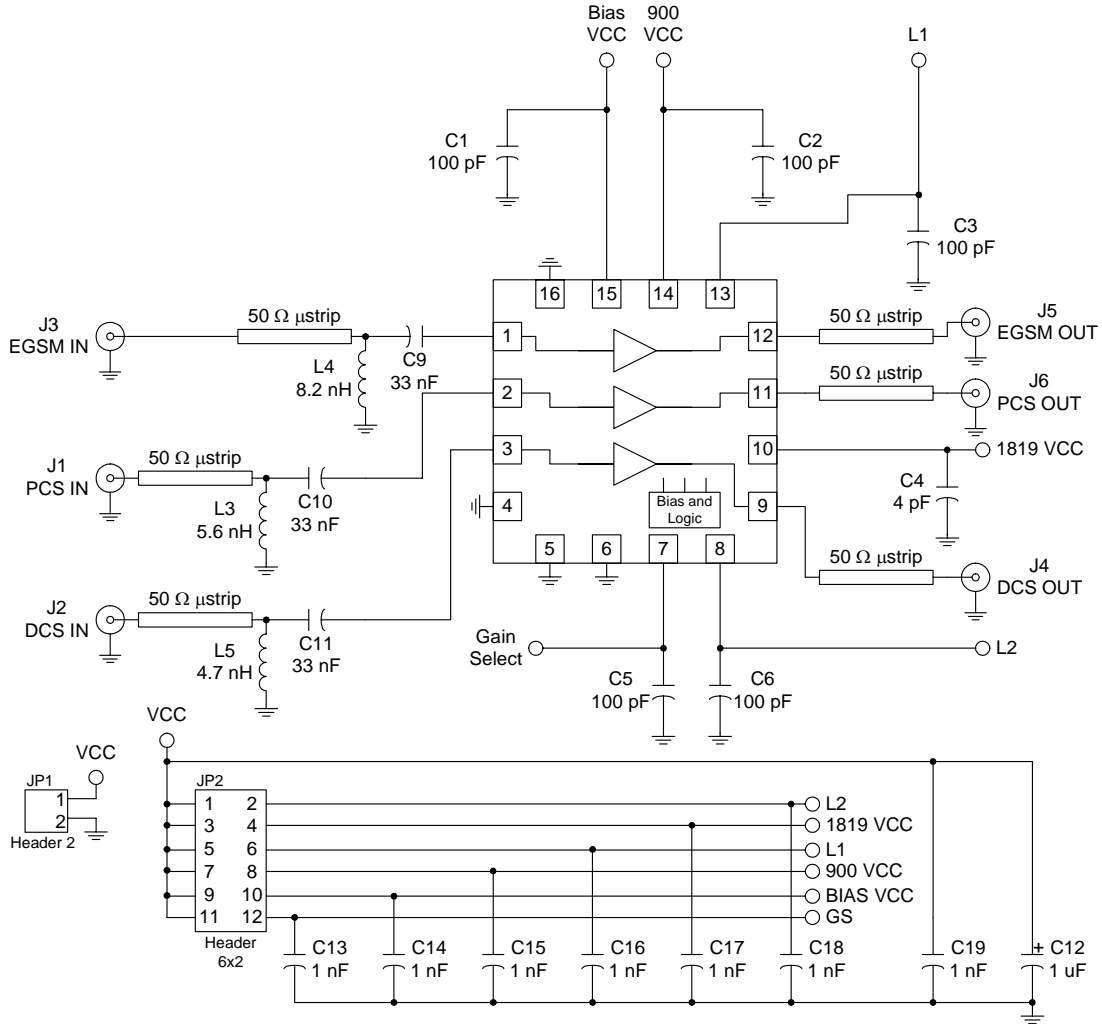 Bias
VCC
900
VCC
L1
C1
100 pF
C2
100 pF
C3
100 pF
16
15
14
13
J3
EGSM IN
50 Ω μstrip
L4
8.2 nH
C9
33 nF
1
12
50 Ω μstrip
J5
EGSM OUT
2
11
50 Ω μstrip
J6
PCS OUT
J1
PCS IN
50 Ω μstrip
L3
5.6 nH
C10
33 nF
3
10
1819 VCC
C4
4 pF
4
Bias and
Logic
9
5
6
7
8
50 Ω μstrip
J4
DCS OUT
J2
DCS IN
50 Ω μstrip
L5
4.7 nH
C11
33 nF
Gain
Select
L2
C5
100 pF
C6
100 pF
VCC
VCC
JP1
1
2
Header 2
JP2
1 2
3 4
5 6
7 8
9 10
11 12
Header
6x2
L2
1819 VCC
L1
900 VCC
BIAS VCC
GS
C13
1 nF
C14
1 nF
C15
1 nF
C16
1 nF
C17
1 nF
C18
1 nF
C19
1 nF
+ C12
1 uF